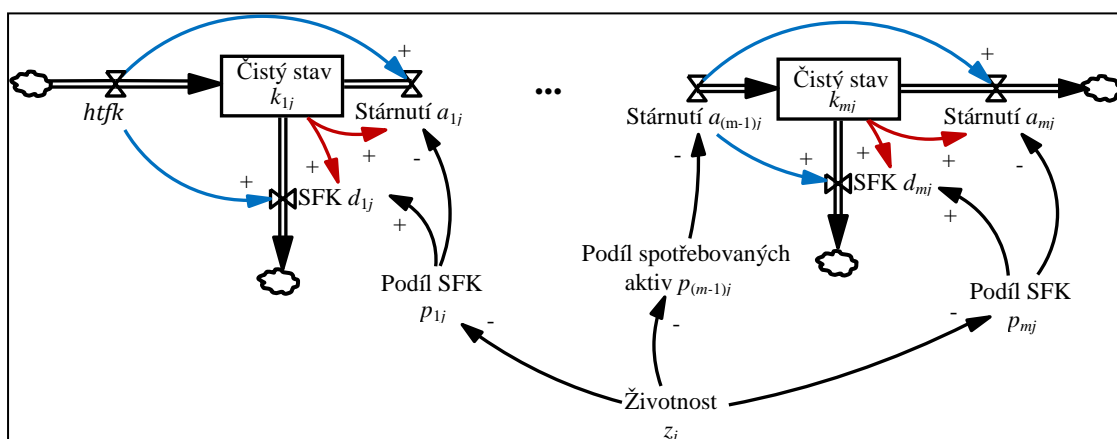 +
+
Čistý stav
k1j
Čistý stav
kmj
htfk
Stárnutí a1j
...
Stárnutí a(m-1)j
Stárnutí amj
+
+
-
-
+
+
+
-
+
SFK d1j
SFK dmj
+
+
Podíl spotřebovaných
aktiv p(m-1)j
Podíl SFK
p1j
Podíl SFK
pmj
-
-
-
Životnost
zj